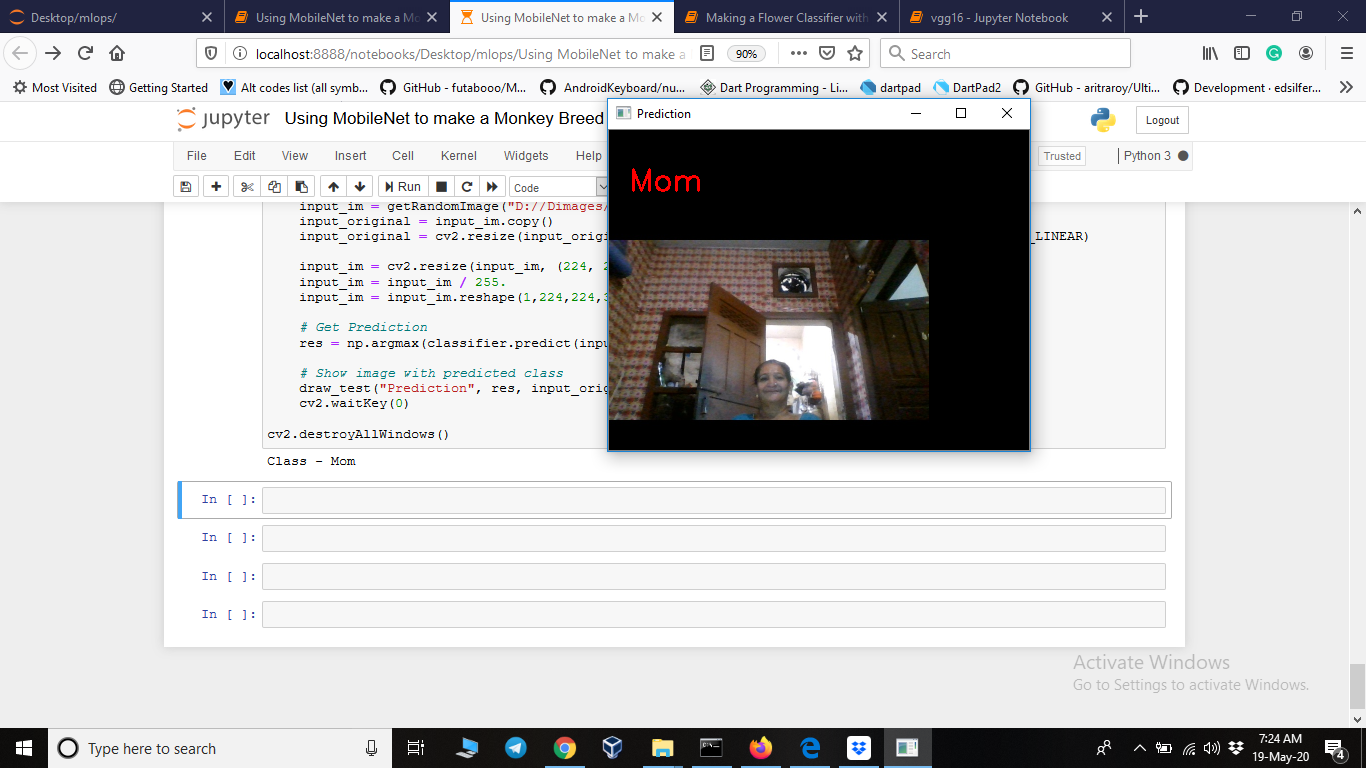 Desktop/mlops/
Using MobileNet to make a Mo
Using MobileNet to make a Mo
Making a Flower Classifier with
vgg16 - Jupyter Notebook
localhost:8888/notebooks/Desktop/mlops/Using MobileNet to make a
90%
Search
Most Visited
Getting Started
Alt codes list (all symb...
GitHub - futabooo/M...
AndroidKeyboard/nu...
Dart Programming - Li...
dartpad
DartPad2
GitHub - aritraroy/Ulti...
Development · edsilfer...
jupyter
Using MobileNet to make a Monkey Breed
Prediction
Logout
File
Edit
View
Insert
Cell
Kernel
Widgets
Help
Trusted
Python 3
Run
Code
Mom
input_im = getRandomImage("D://Dimages/
input_original = input_im.copy()
input_original = cv2.resize(input_orig
_LINEAR)
input_im = cv2.resize(input_im, (224, 2
input_im = input_im / 255.
input_im = input_im.reshape(1,224,224,3
# Get Prediction
res = np.argmax(classifier.predict(inpu
# Show image with predicted class
draw_test("Prediction", res, input_orig
cv2.waitKey(0)
cv2.destroyAllWindows()
Class - Mom
In [ ]:
In [ ]:
In [ ]:
In [ ]:
Activate Windows
Go to Settings to activate Windows.
Type here to search
7:24 AM
19-May-20
4